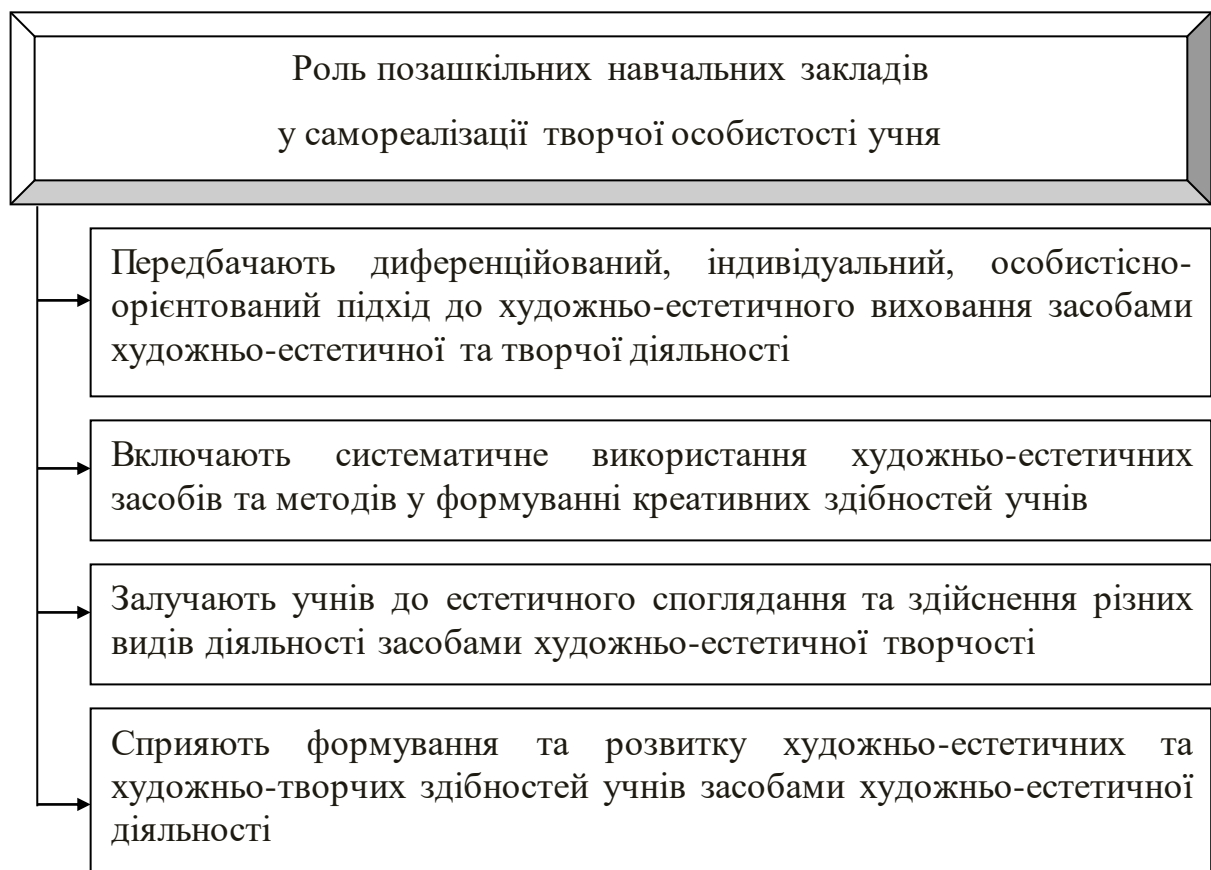 Роль позашкільних навчальних закладів
у самореалізації творчої особистості учня
Передбачають диференційований, індивідуальний, особистісно-
орієнтований підхід до художньо-естетичного виховання засобами
художньо-естетичної та творчої діяльності
Включають систематичне використання художньо-естетичних
засобів та методів у формуванні креативних здібностей учнів
Залучають учнів до естетичного споглядання та здійснення різних
видів діяльності засобами художньо-естетичної творчості
Сприяють формування та розвитку художньо-естетичних та
художньо-творчих здібностей учнів засобами художньо-естетичної
діяльності